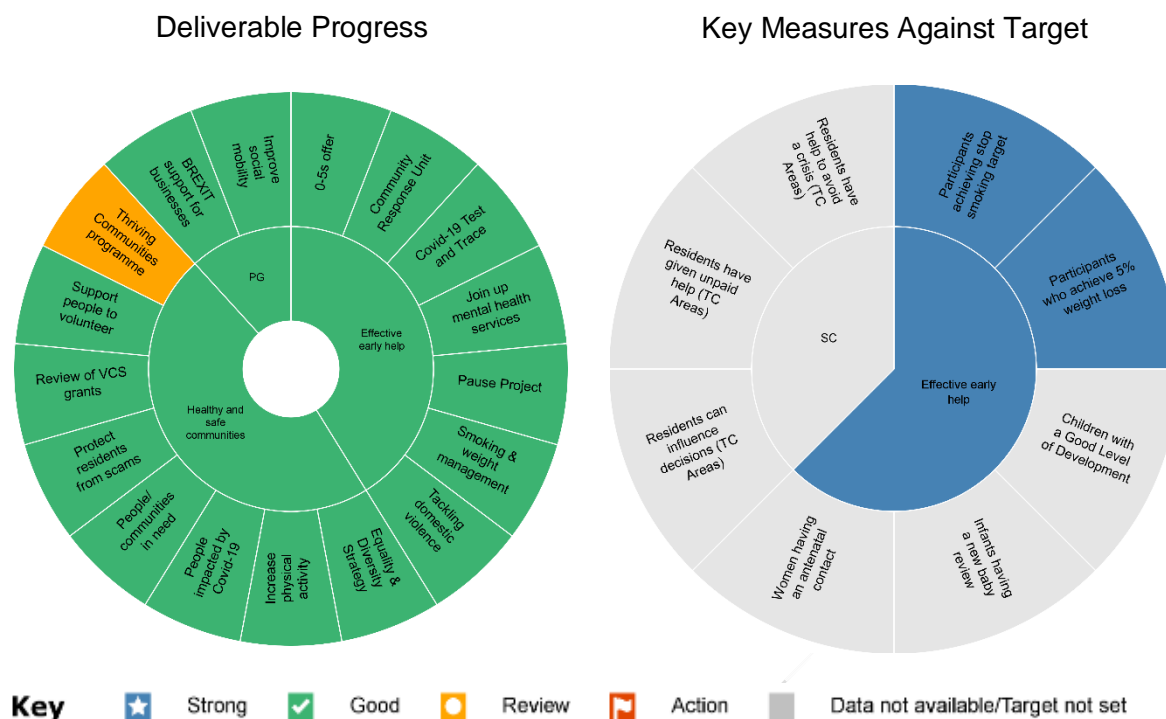 Deliverable Progress
Key Measures Against Target
Improve
social
mobility
0-5s offer
Community
Response Unit
Covid-19 Test
and Trace
Join up
mental health
services
Pause Project
Smoking &
weight
management
Tackling
domestic
violence
Equality &
Diversity
Strategy
Increase
physical
activity
People
impacted by
Covid-19
People/
communities
in need
Protect
residents
from scams
Review of VCS
grants
Support
people to
volunteer
Thriving
Communities
programme
BREXIT
support for
businesses
PG
Effective
early help
Healthy and
safe
communities
Residents have
help to avoid
a crisis (TC
Areas)
Participants
achieving stop
smoking target
Participants
who achieve 5%
weight loss
Children with
a Good Level
of Development
Infants having
a new baby
review
Women having
an antenatal
contact
Residents can
influence
decisions (TC
Areas)
Residents have
given unpaid
help (TC
Areas)
SC
Effective early
help
Key
Strong
Good
Review
Action
Data not available/Target not set